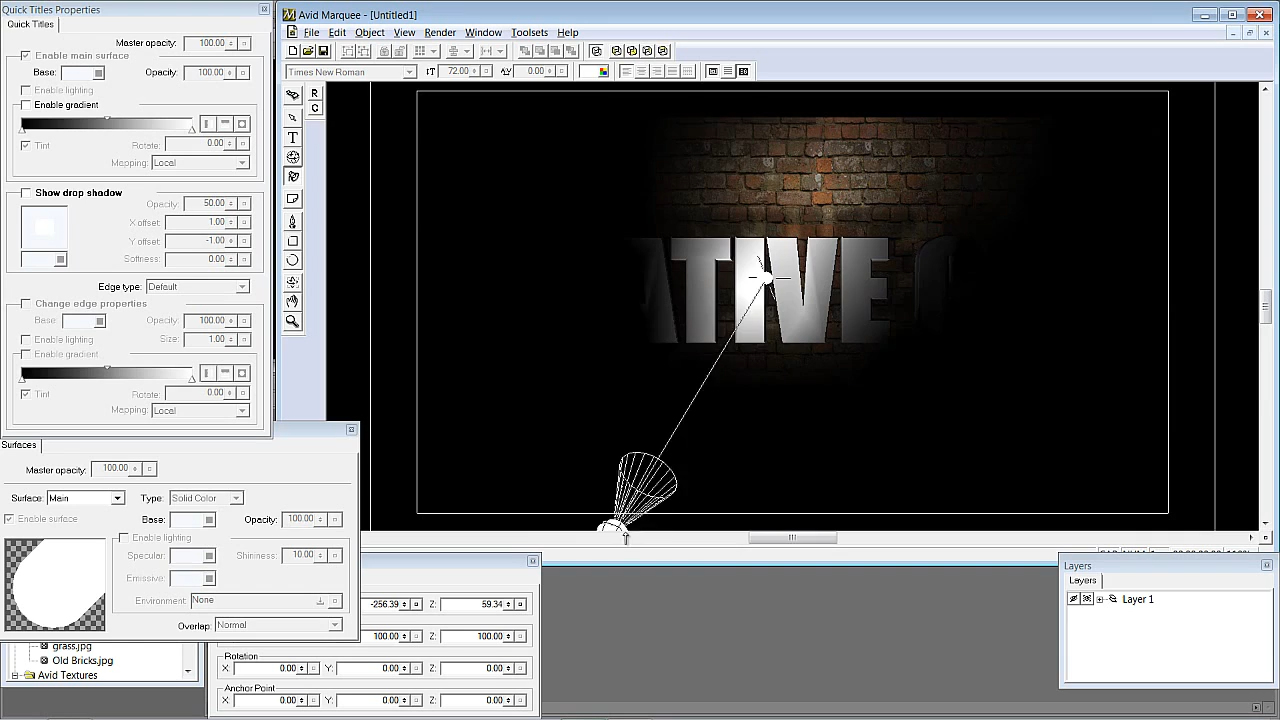 Quick Titles Properties
Quick Titles
Master opacity: 100.00
Enable main surface
Base: Opacity: 100.00
Enable lighting
Enable gradient
Tint Rotate: 0.00
Mapping: Local
Show drop shadow
Opacity: 50.00
X offset: 1.00
Y offset: -1.00
Softness: 0.00
Edge type: Default
Change edge properties
Base: Opacity: 100.00
Enable lighting Size: 1.00
Enable gradient
Tint Rotate: 0.00
Mapping: Local
Avid Marquee - [Untitled1]
File Edit Object View Render Window Toolsets Help
Times New Roman 72.00 0.00
R
C
T
ATIVE
Surfaces
Master opacity: 100.00
Surface: Main Type: Solid Color
Enable surface Base: Opacity: 100.00
Enable lighting
Specular: Shininess: 10.00
Emissive:
Environment: None
Overlap: Normal
grass.jpg
Old Bricks.jpg
Avid Textures
-256.39 Z: 59.34
100.00 100.00
Rotation
X 0.00 Y: 0.00 Z: 0.00
Anchor Point
X 0.00 Y: 0.00 Z: 0.00
Layers
Layers
Layer 1